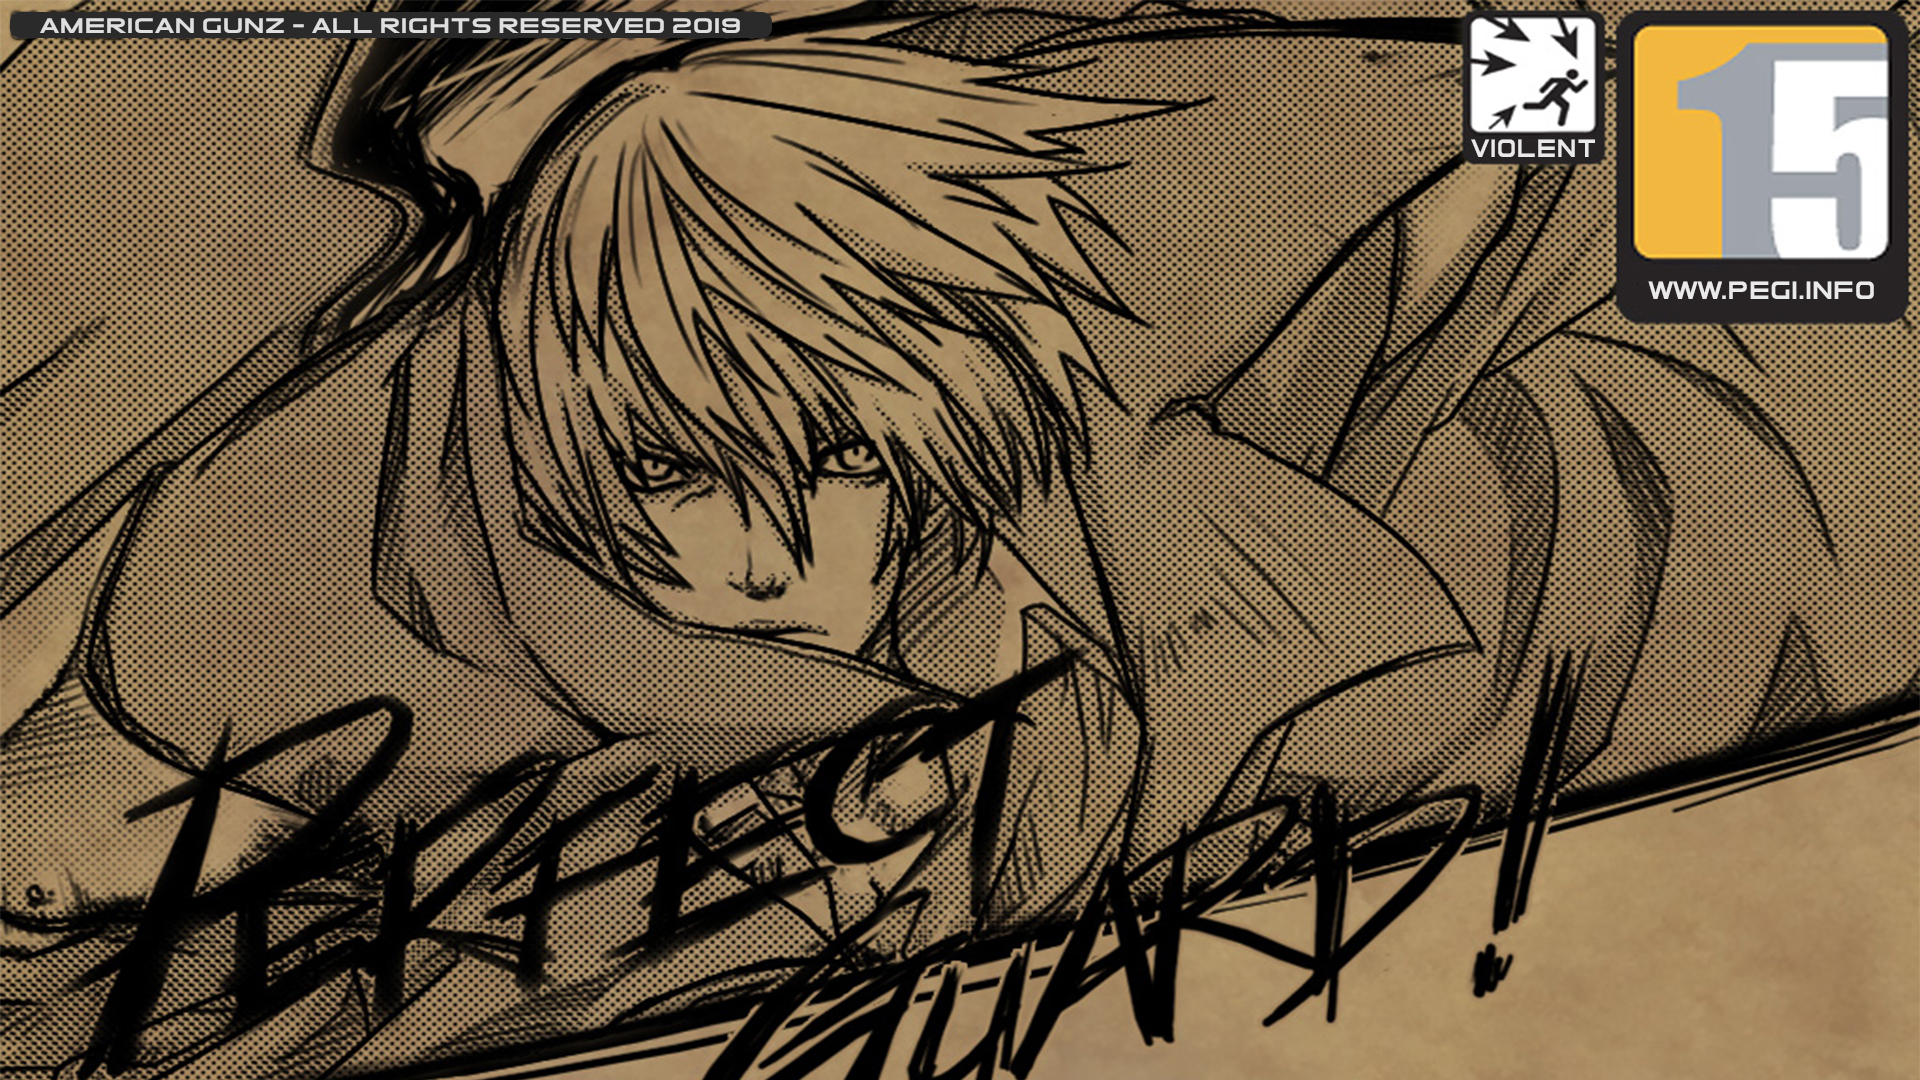 AMERICAN GUNZ - ALL RIGHTS RESERVED 2019
VIOLENT
15
WWW.PEGI.INFO
PERFECT
GUARD!